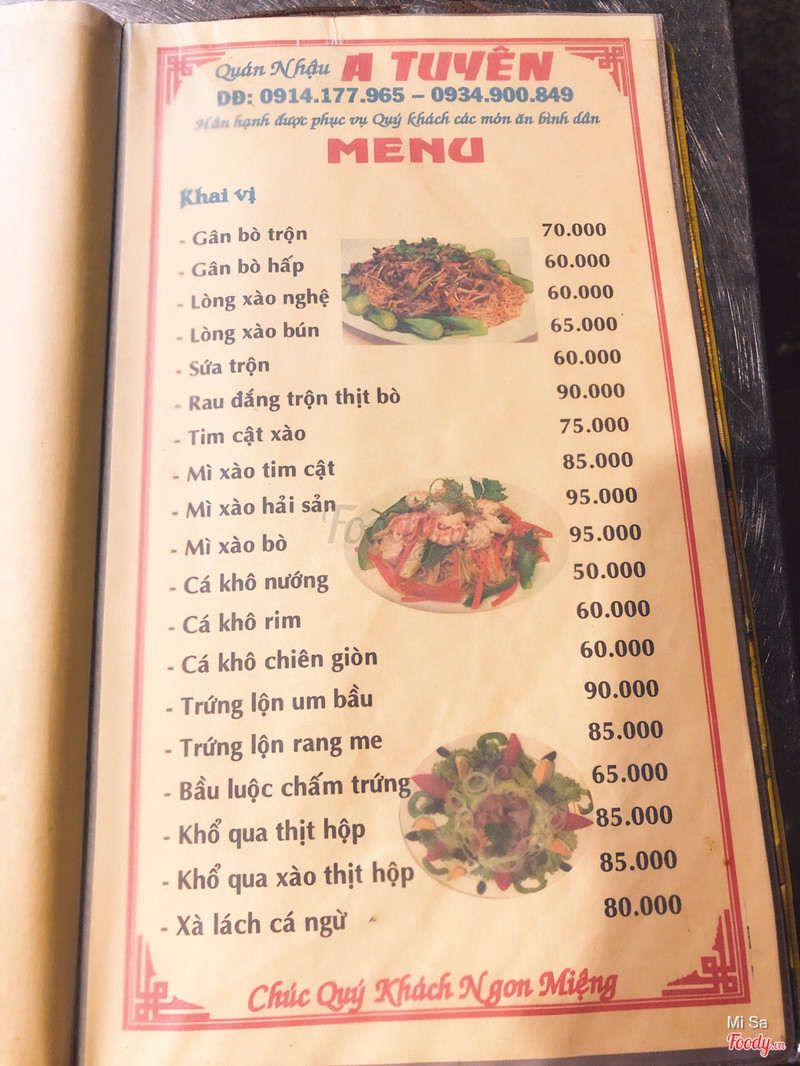 Quán Nhậu A TUYÊN
DĐ: 0914.177.965 – 0934.900.849
Hân hạnh được phục vụ Quý khách các món ăn bình dân
MENU
Khai vị
- Gân bò trộn 70.000
- Gân bò hấp 60.000
- Lòng xào nghệ 60.000
- Lòng xào bún 65.000
- Sứa trộn 60.000
- Rau đắng trộn thịt bò 90.000
- Tim cật xào 75.000
- Mì xào tim cật 85.000
- Mì xào hải sản 95.000
- Mì xào bò 95.000
- Cá khô nướng 50.000
- Cá khô rim 60.000
- Cá khô chiên giòn 60.000
- Trứng lộn um bầu 90.000
- Trứng lộn rang me 85.000
- Bầu luộc chấm trứng 65.000
- Khổ qua thịt hộp 85.000
- Khổ qua xào thịt hộp 85.000
- Xà lách cá ngừ 80.000
Chúc Quý Khách Ngon Miệng
Foody.vn
Mi Sa
Foody.vn